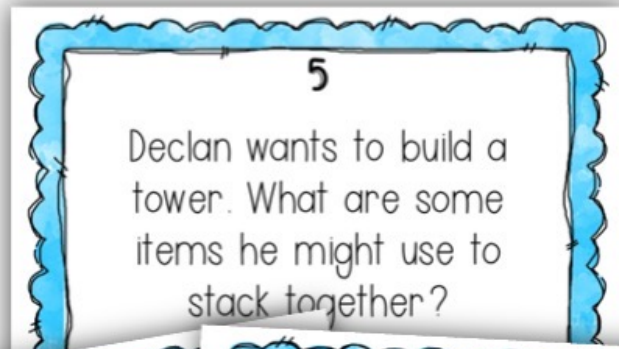 5
Declan wants to build a
tower. What are some
items he might use to
stack together?